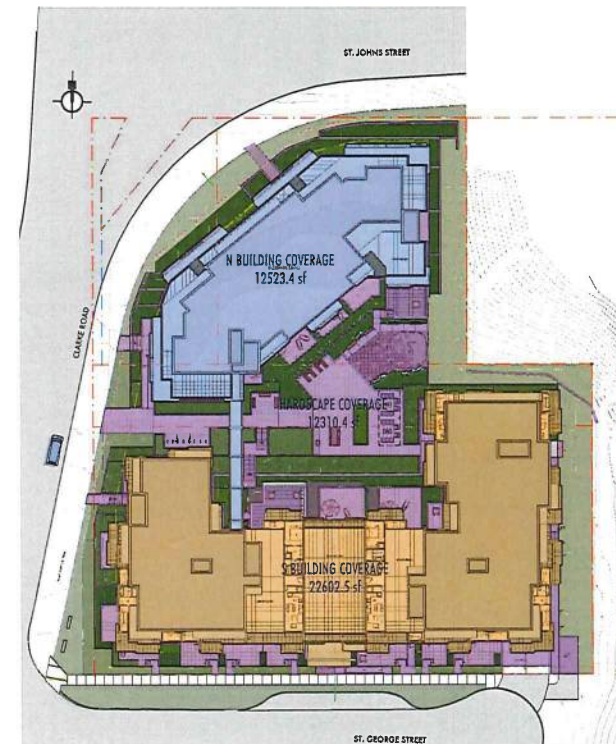 ST. JOHNS STREET
N BUILDING COVERAGE
12523.4 sf
CLARKE ROAD
HARDSCAPE COVERAGE
12310.4 sf
S BUILDING COVERAGE
22602.5 sf
ST. GEORGE STREET